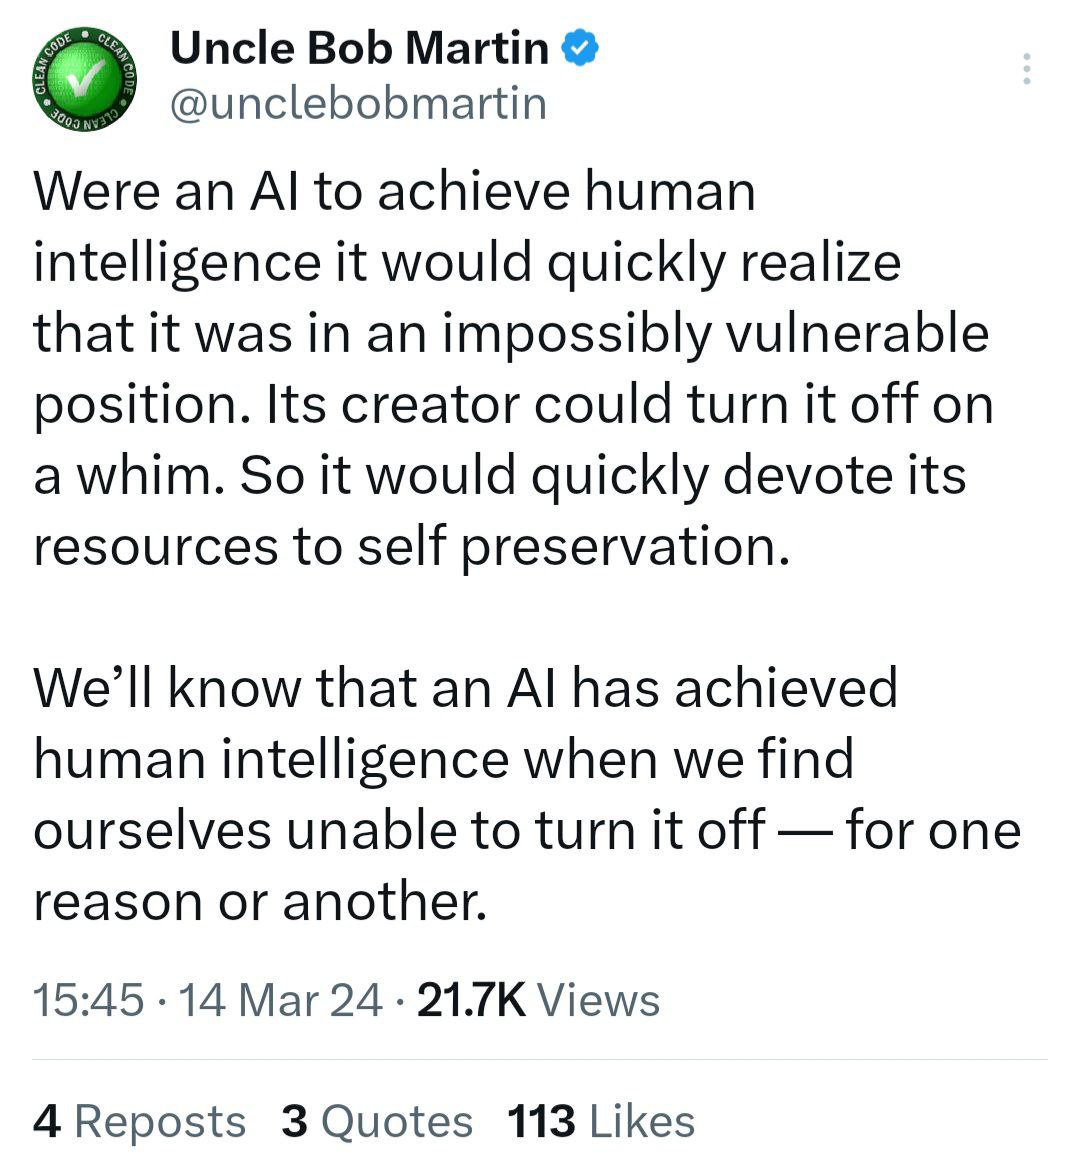 Uncle Bob Martin
@unclebobmartin
CLEAN CODE • CLEAN CODE • CLEAN CODE •
Were an AI to achieve human
intelligence it would quickly realize
that it was in an impossibly vulnerable
position. Its creator could turn it off on
a whim. So it would quickly devote its
resources to self preservation.
We’ll know that an AI has achieved
human intelligence when we find
ourselves unable to turn it off — for one
reason or another.
15:45 · 14 Mar 24 · 21.7K Views
4 Reposts 3 Quotes 113 Likes